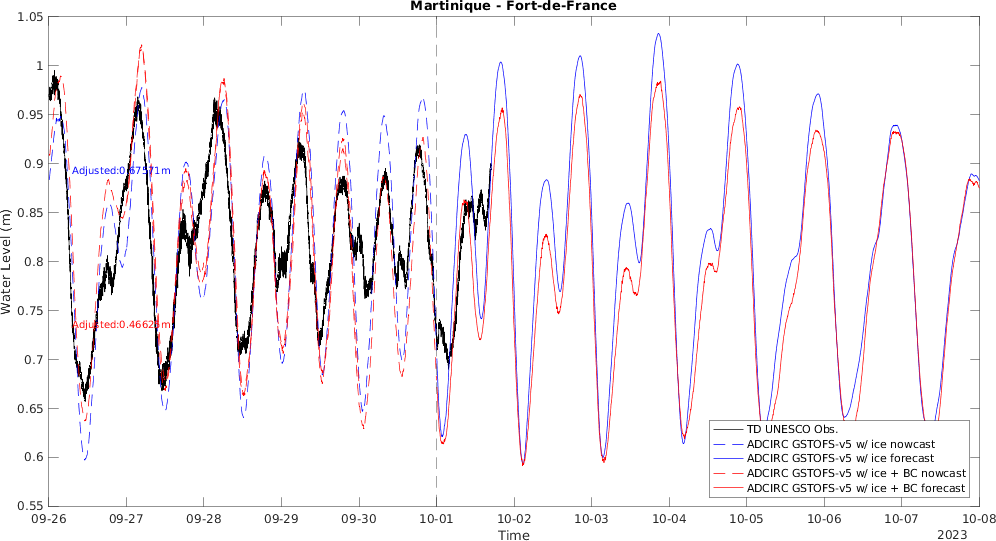 Martinique - Fort-de-France
Water Level (m)
1.05
1
0.95
0.9
0.85
0.8
0.75
0.7
0.65
0.6
0.55
Adjusted:0.67571m
TD UNESCO Obs.
ADCIRC GSTOFS-v5 w/ ice nowcast
ADCIRC GSTOFS-v5 w/ ice forecast
ADCIRC GSTOFS-v5 w/ ice + BC nowcast
ADCIRC GSTOFS-v5 w/ ice + BC forecast
09-26 09-27 09-28 09-29 09-30 10-01 10-02 10-03 10-04 10-05 10-06 10-07 10-08
Time
2023